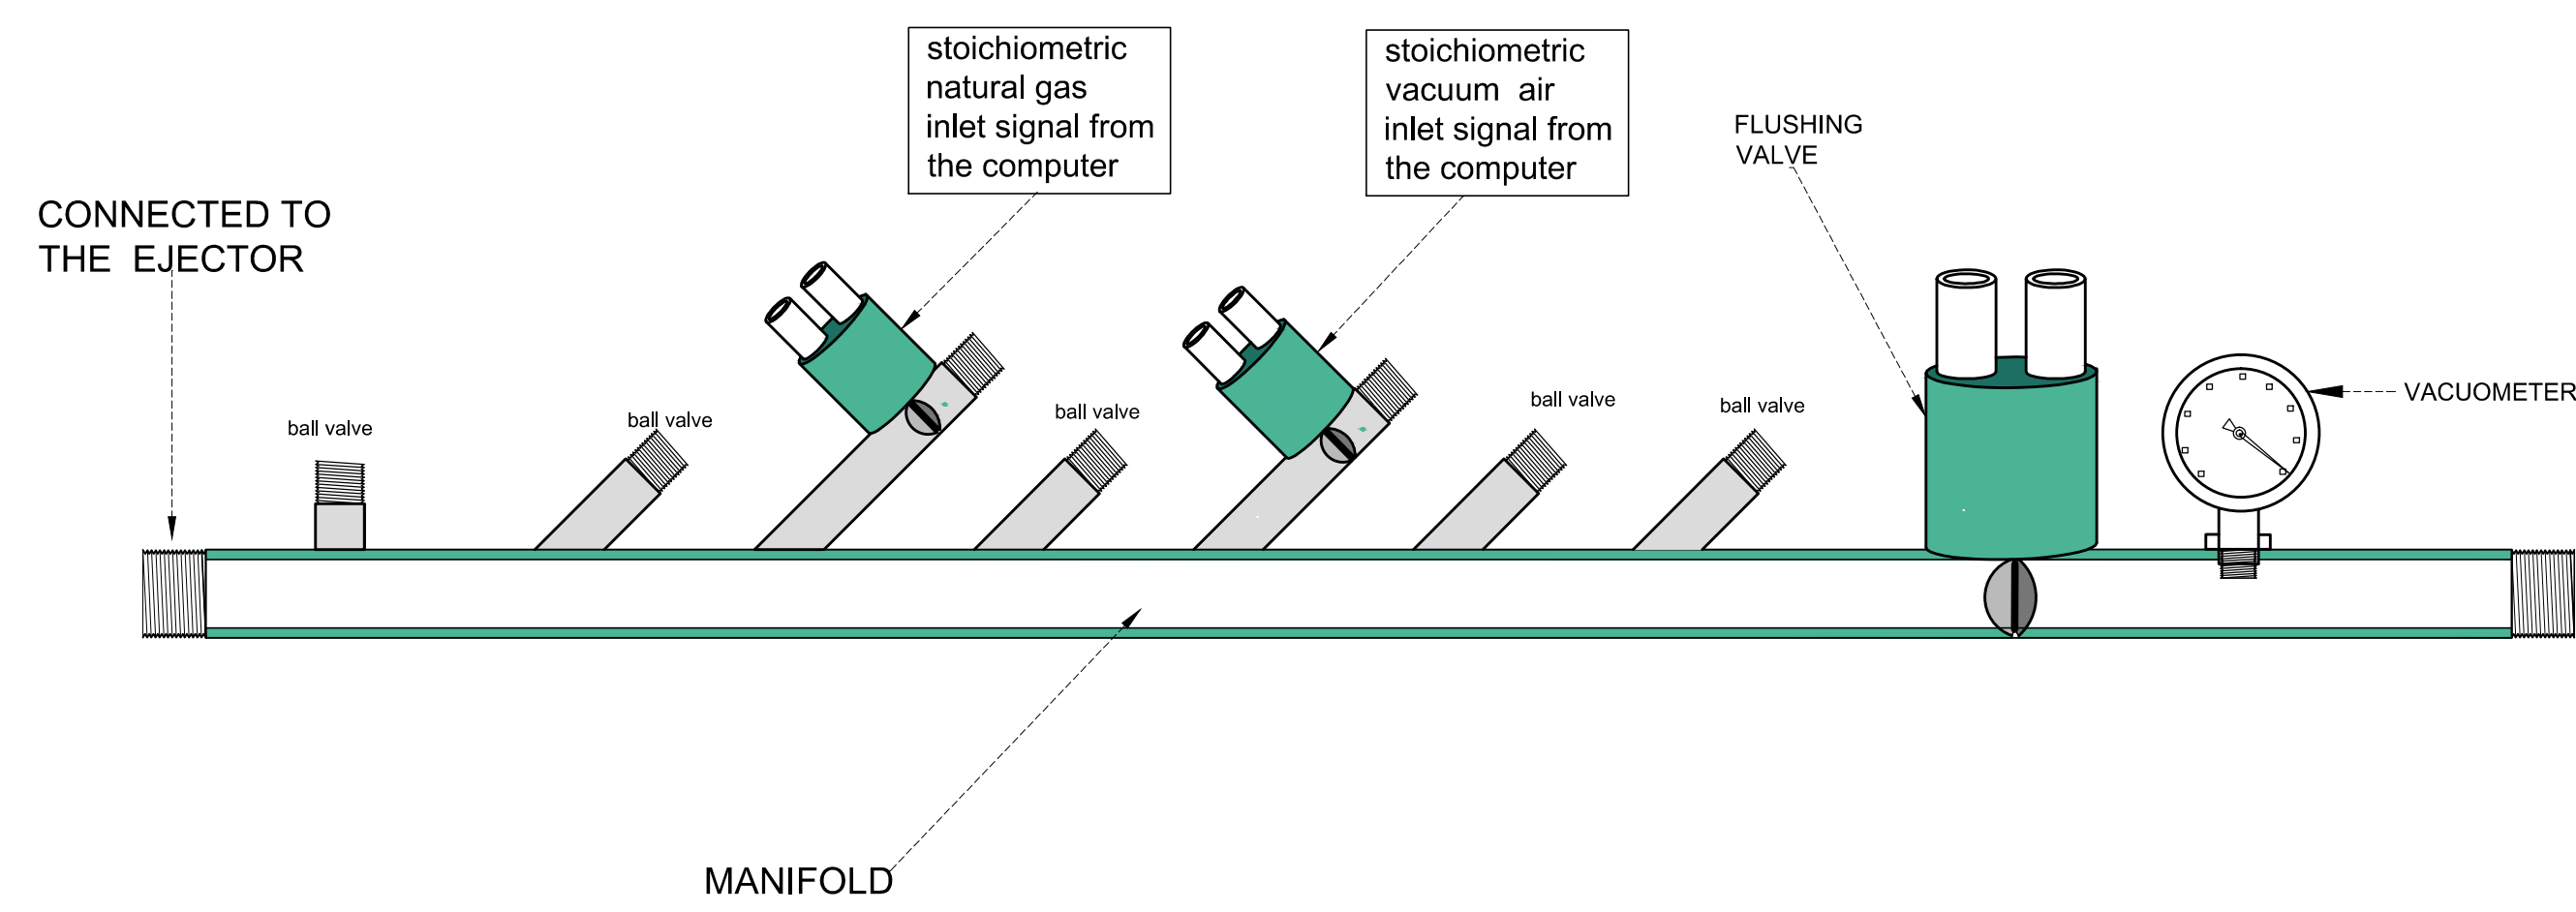 stoichiometric
natural gas
inlet signal from
the computer
stoichiometric
vacuum air
inlet signal from
the computer
FLUSHING
VALVE
CONNECTED TO
THE EJECTOR
ball valve
ball valve
ball valve
ball valve
ball valve
VACUOMETER
MANIFOLD